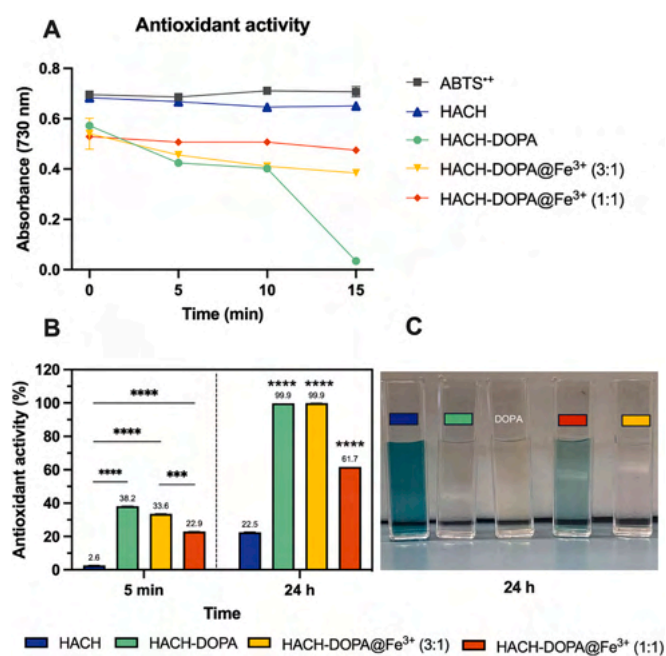 A
Antioxidant activity
Absorbance (730 nm)
0.8
0.6
0.4
0.2
0.0
0
5
10
15
Time (min)
ABTS•+
HACH
HACH-DOPA
HACH-DOPA@Fe³⁺ (3:1)
HACH-DOPA@Fe³⁺ (1:1)
B
Antioxidant activity (%)
120
100
80
60
40
20
0
****
****
****
***
2.6
38.2
33.6
22.9
****
****
****
22.5
99.9
99.9
61.7
5 min
24 h
Time
C
DOPA
24 h
HACH
HACH-DOPA
HACH-DOPA@Fe³⁺ (3:1)
HACH-DOPA@Fe³⁺ (1:1)